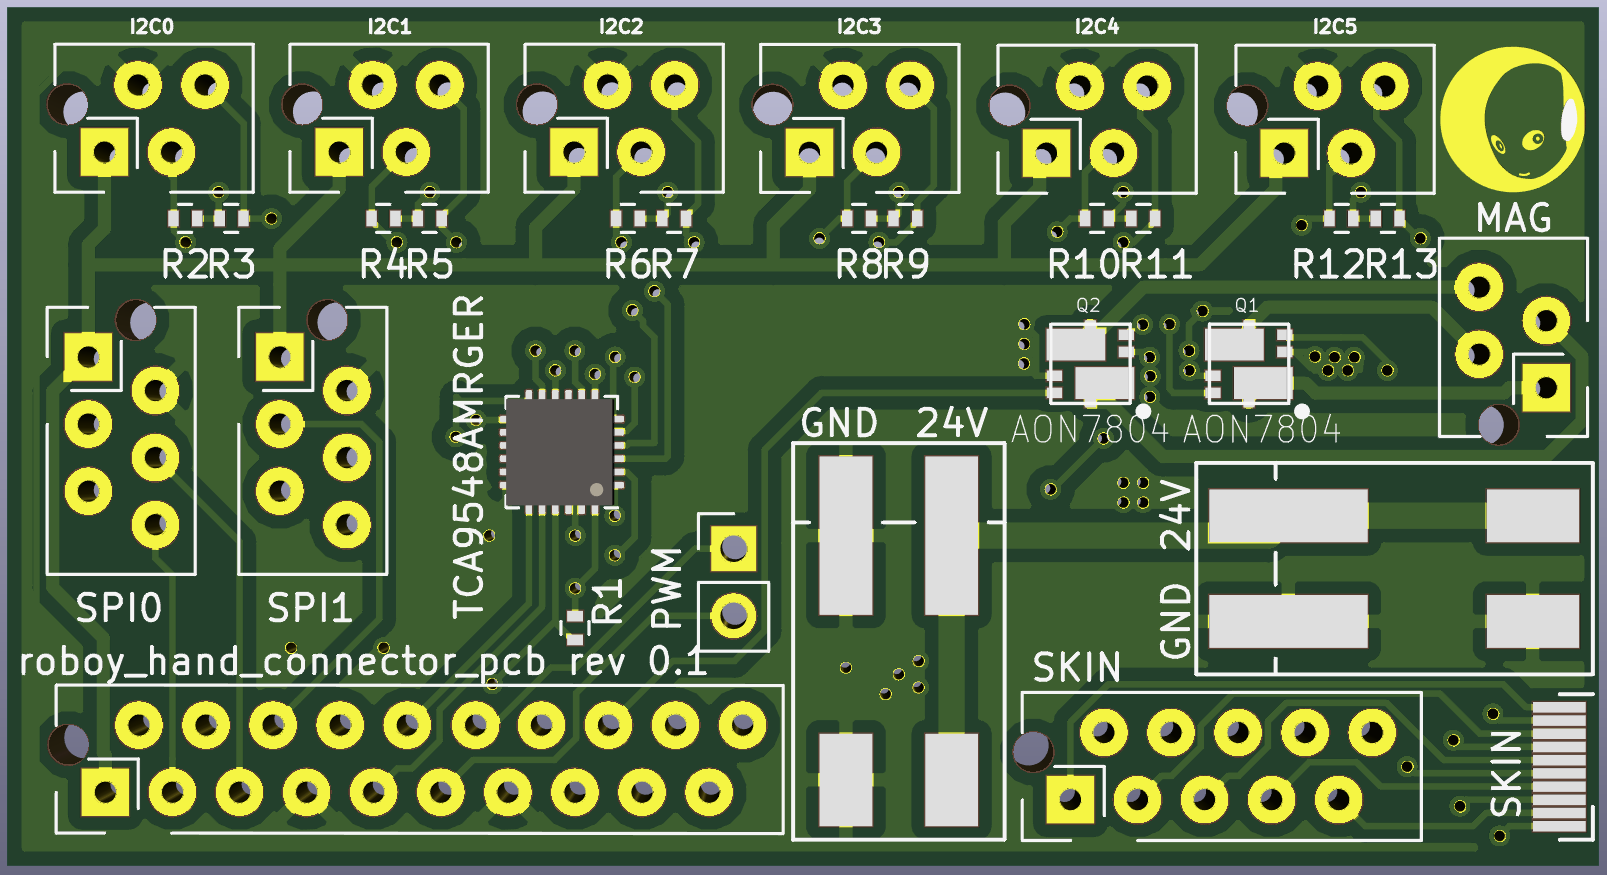 I2C0 I2C1 I2C2 I2C3 I2C4 I2C5
MAG
R2R3 R4R5 R6R7 R8R9 R10R11 R12R13
Q2 Q1
TCA9548AMRGER
GND 24V
AON7804 AON7804
24V
GND
SPI0 SPI1
R1
PWM
roboy_hand_connector_pcb rev 0.1
SKIN
SKIN